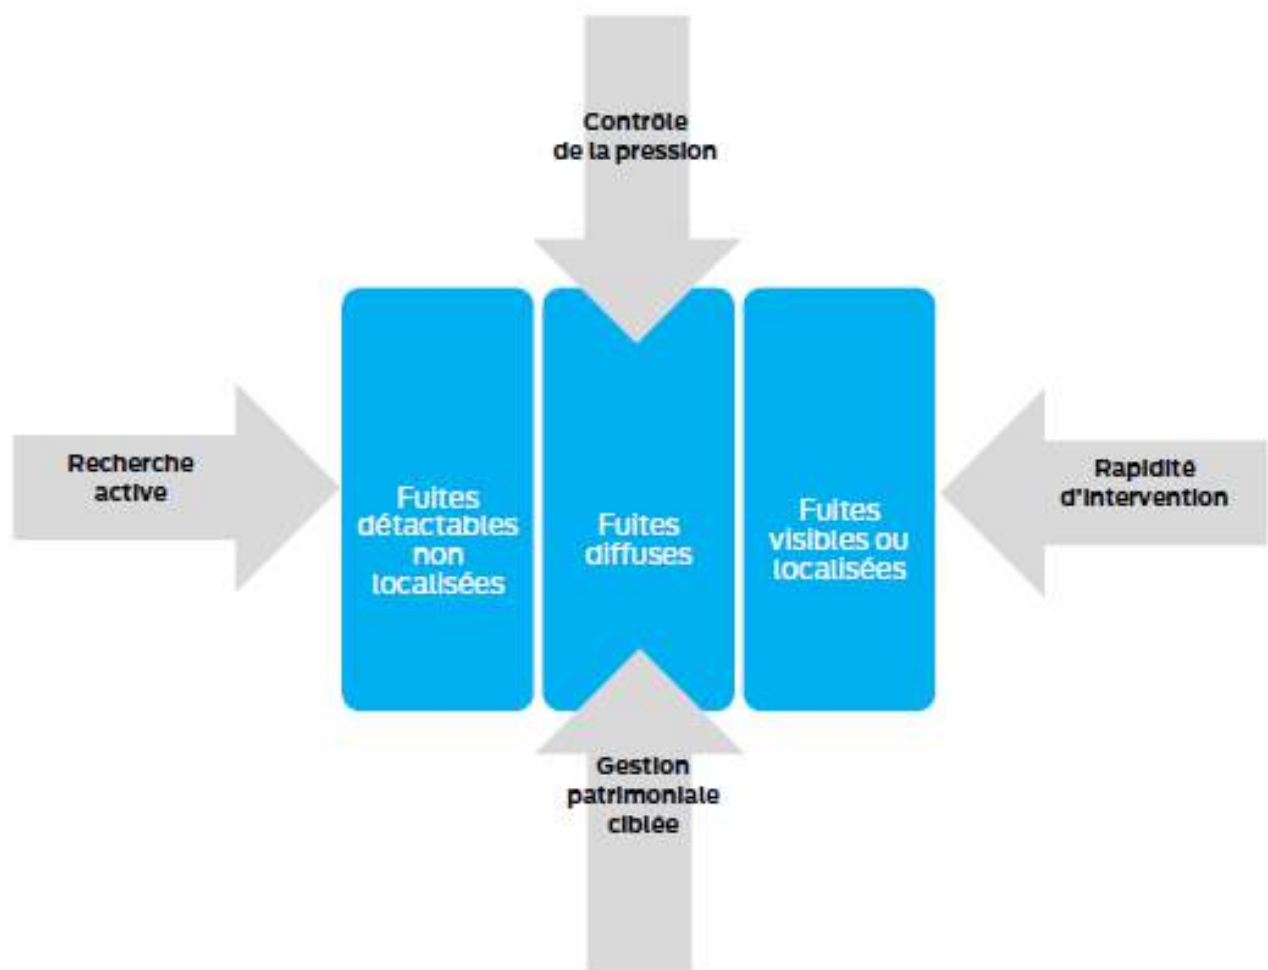 Contrôle
de la pression
Recherche
active
Fuites
détactables
non
localisées
Fuites
diffuses
Fuites
visibles ou
localisées
Rapidité
d'intervention
Gestion
patrimoniale
ciblée